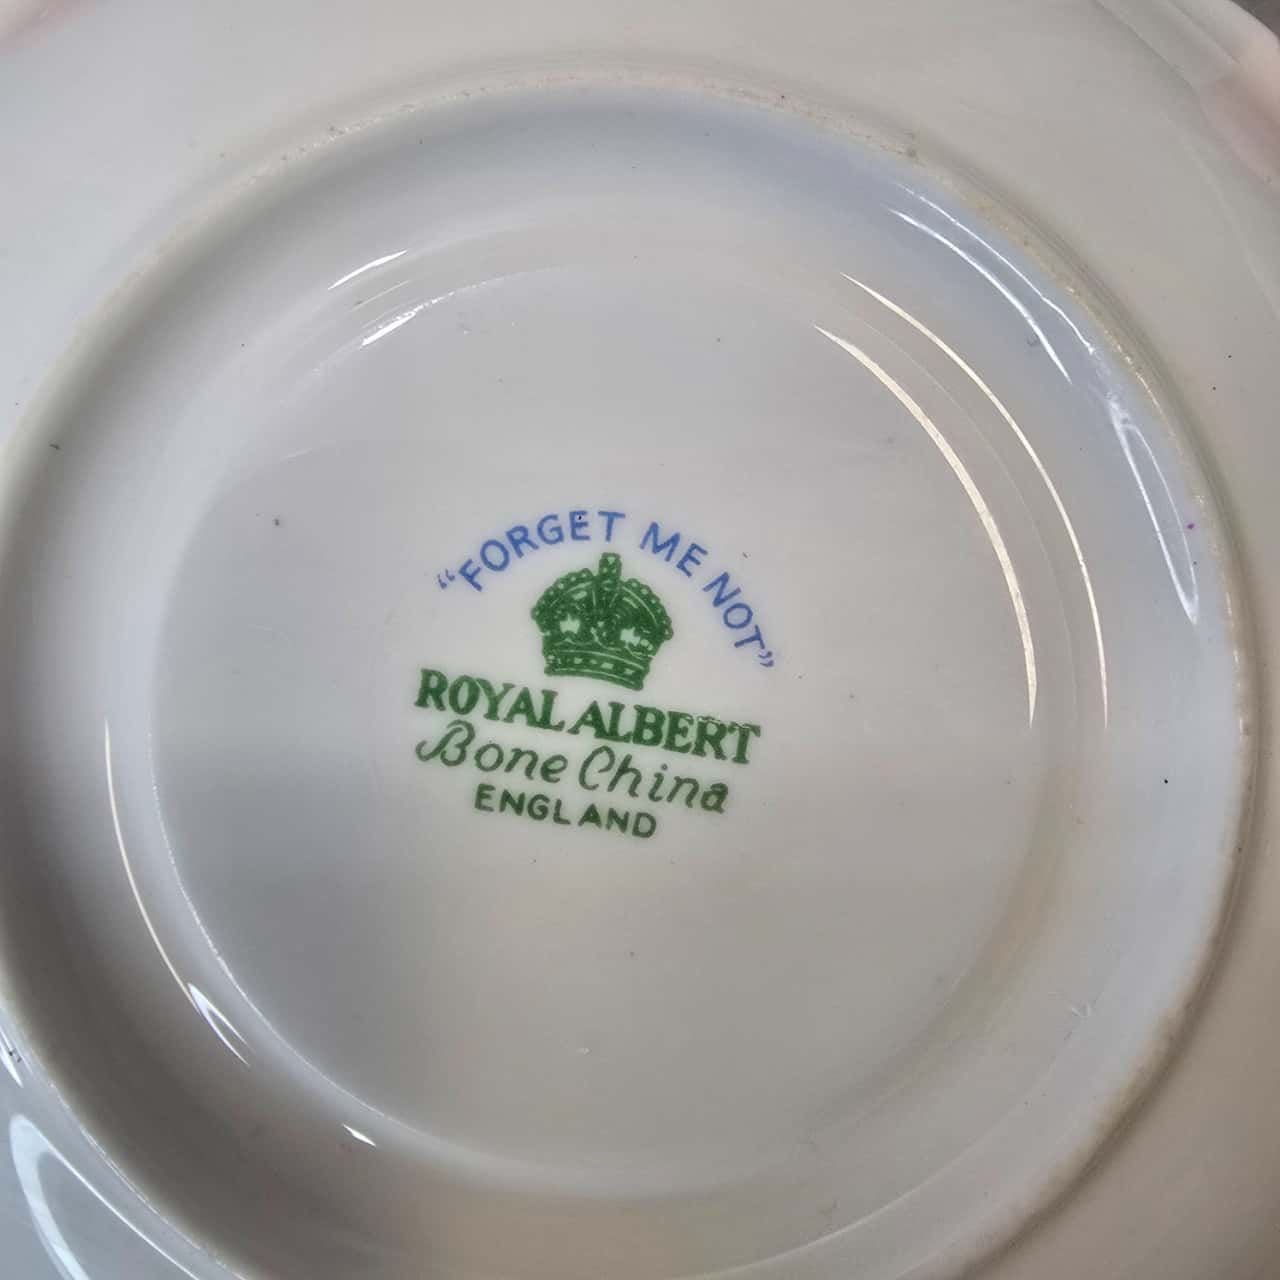 "FORGET ME NOT"
ROYAL ALBERT
Bone China
ENGLAND